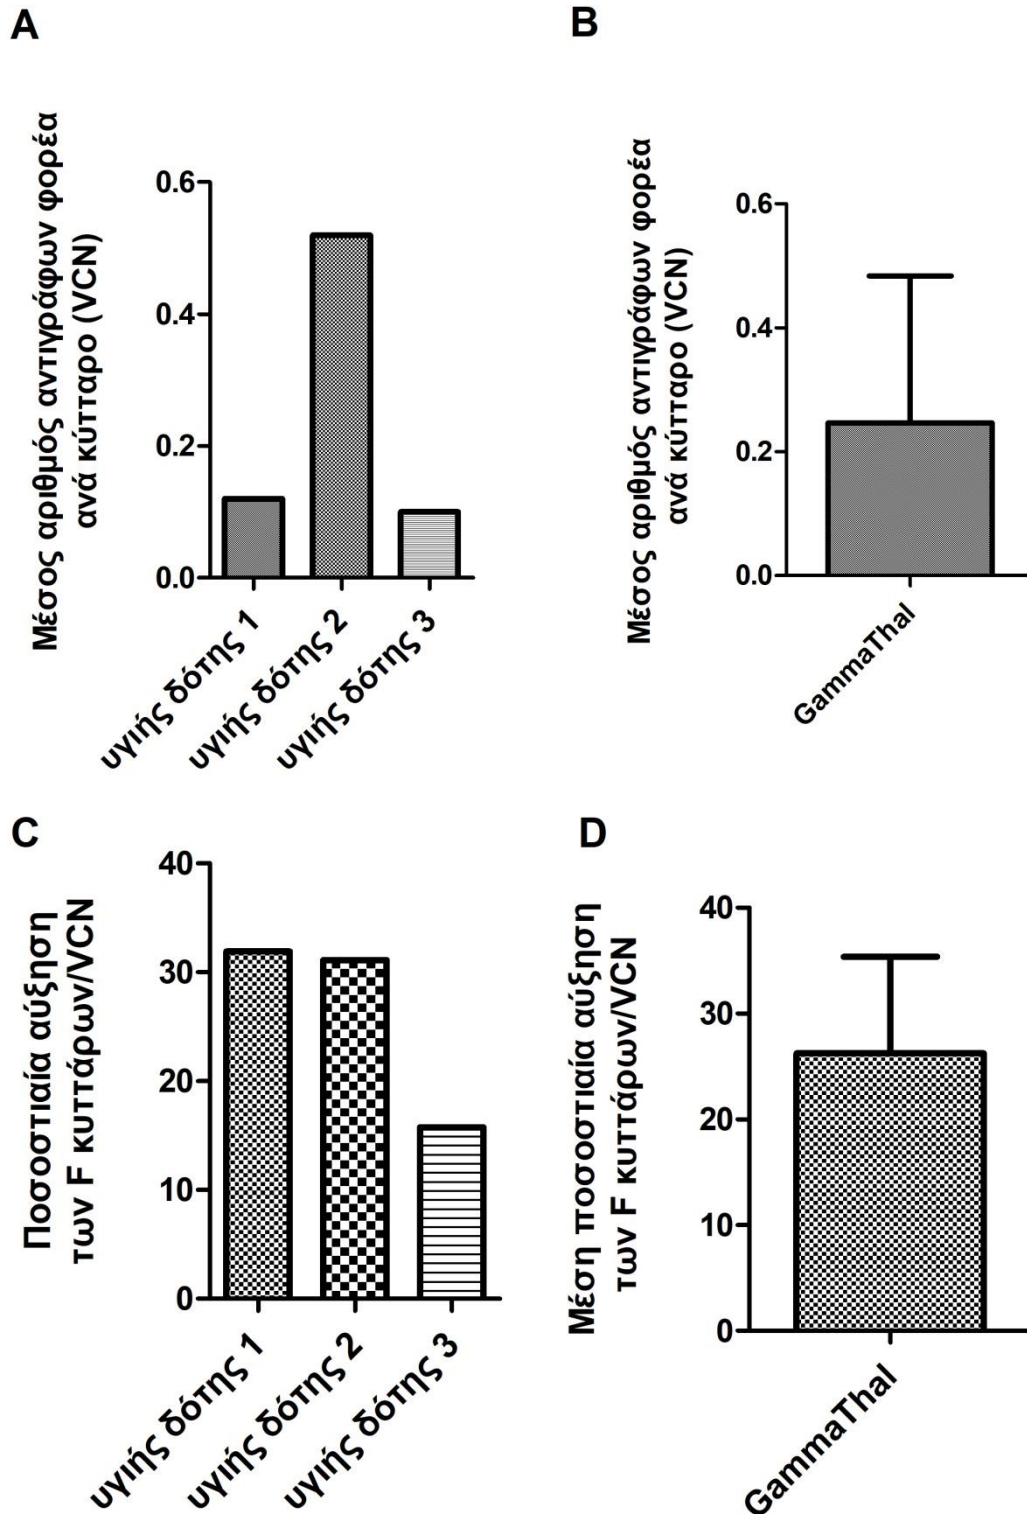 A
Μέσος αριθμός αντιγράφων φορέα
ανά κύτταρο (VCN)
0.6
0.4
0.2
0.0
υγιής δότης 1
υγιής δότης 2
υγιής δότης 3
B
Μέσος αριθμός αντιγράφων φορέα
ανά κύτταρο (VCN)
0.6
0.4
0.2
0.0
GammaThal
C
Ποσοστιαία αύξηση
των F κυττάρων/VCN
40
30
20
10
0
υγιής δότης 1
υγιής δότης 2
υγιής δότης 3
D
Μέση ποσοστιαία αύξηση
των F κυττάρων/VCN
40
30
20
10
0
GammaThal